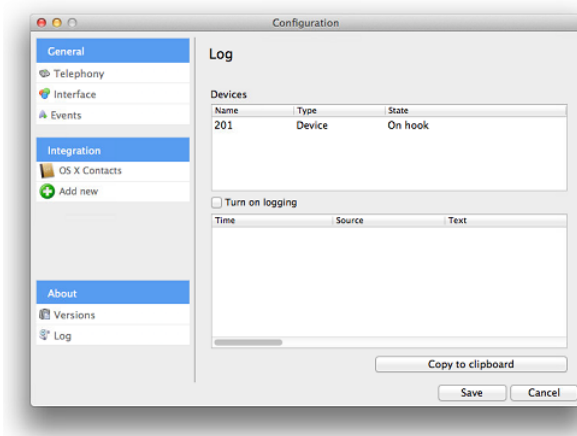 Configuration
General
Telephony
Interface
Events
Integration
OS X Contacts
Add new
About
Versions
Log
Log
Devices
Name Type State
201 Device On hook
Turn on logging
Time Source Text
Copy to clipboard
Save Cancel